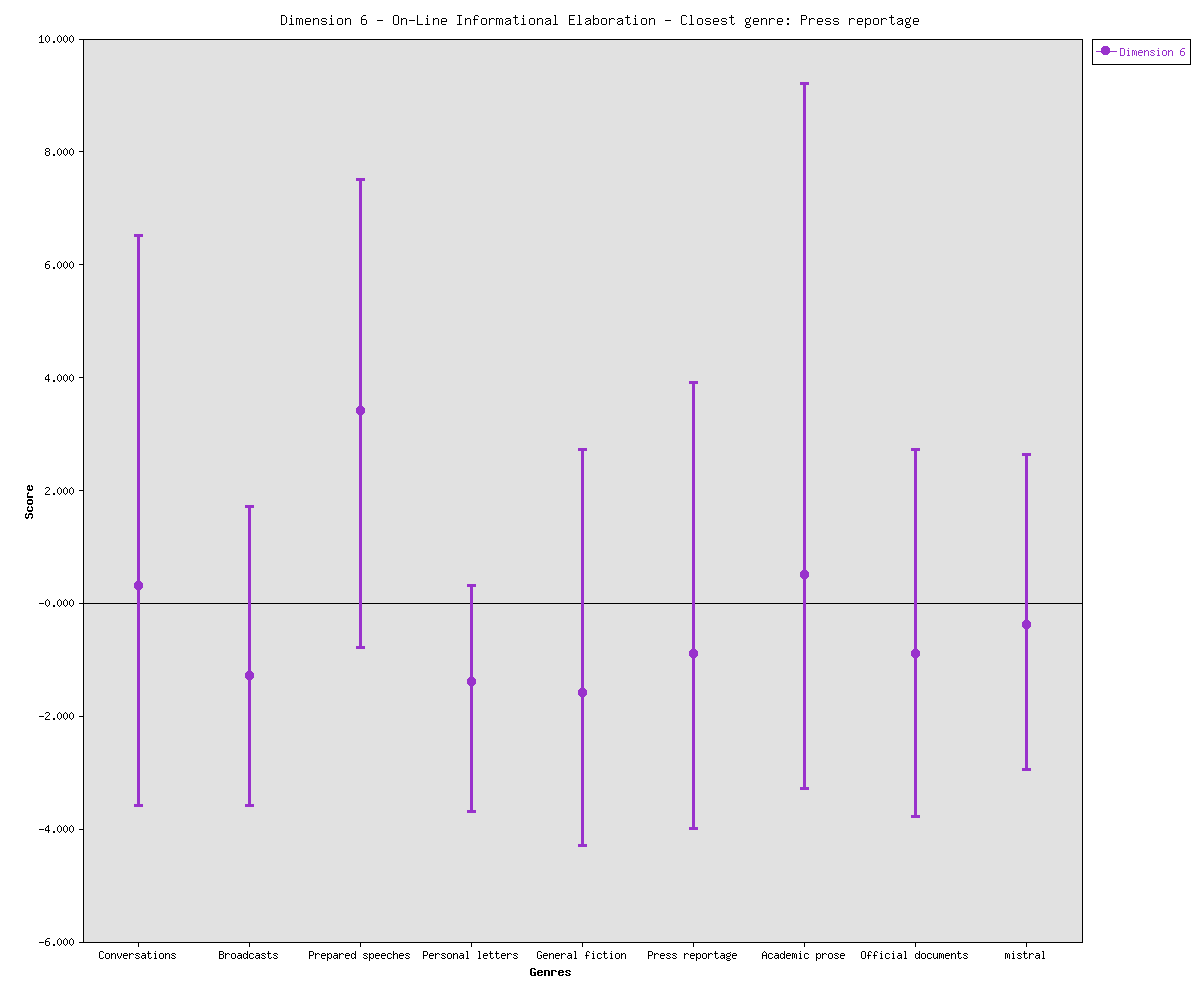 Dimension 6 - On-Line Informational Elaboration - Closest genre: Press reportage
Dimension 6
10.000
8.000
6.000
4.000
2.000
-0.000
-2.000
-4.000
-6.000
Score
Conversations Broadcasts Prepared speeches Personal letters General fiction Press reportage Academic prose Official documents mistral
Genres